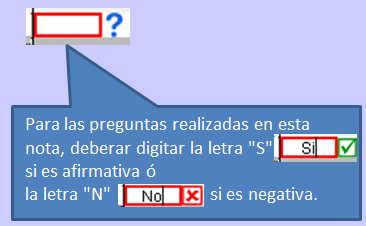 ?
Para las preguntas realizadas en esta
nota, deberar digitar la letra "S" Si
si es afirmativa ó
la letra "N" No si es negativa.